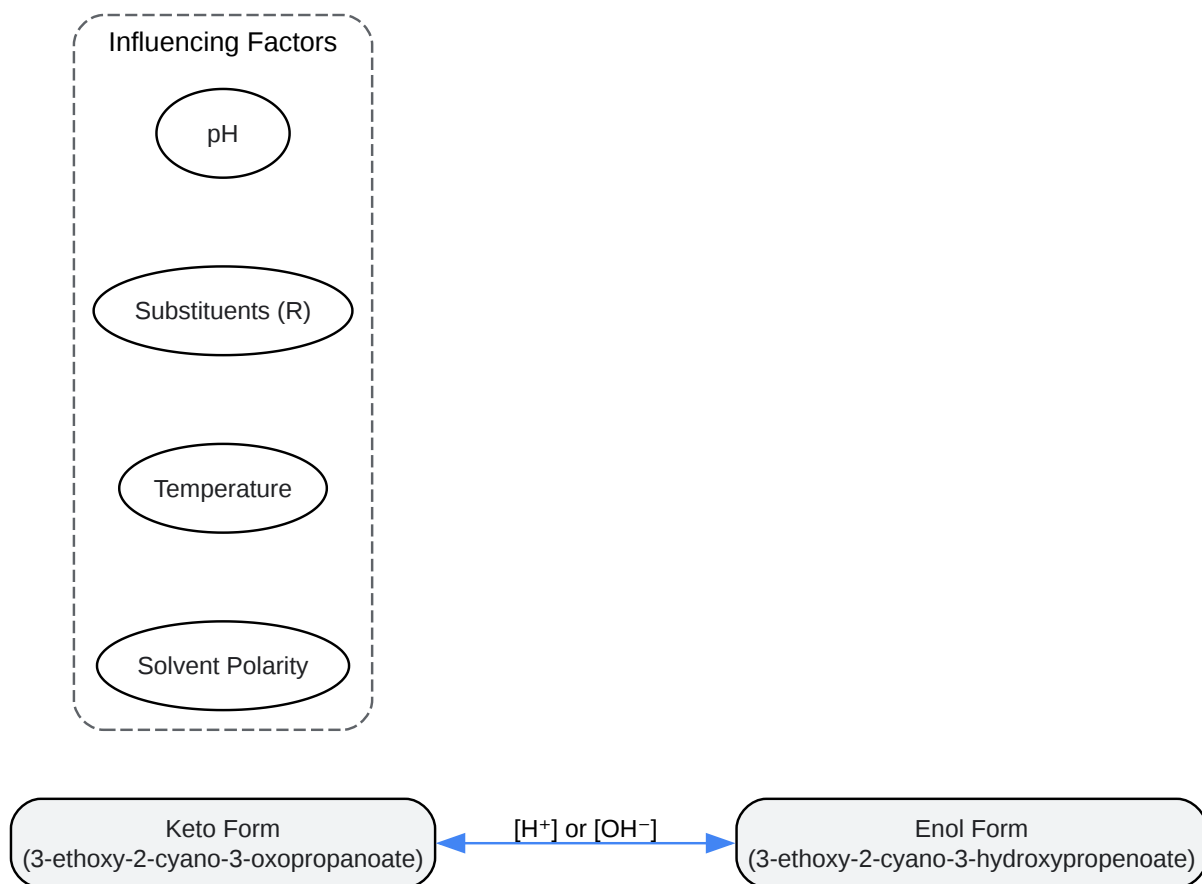 Influencing Factors
pH
Substituents (R)
Temperature
Solvent Polarity
Keto Form
(3-ethoxy-2-cyano-3-oxopropanoate)
[H⁺] or [OH⁻]
Enol Form
(3-ethoxy-2-cyano-3-hydroxypropenoate)